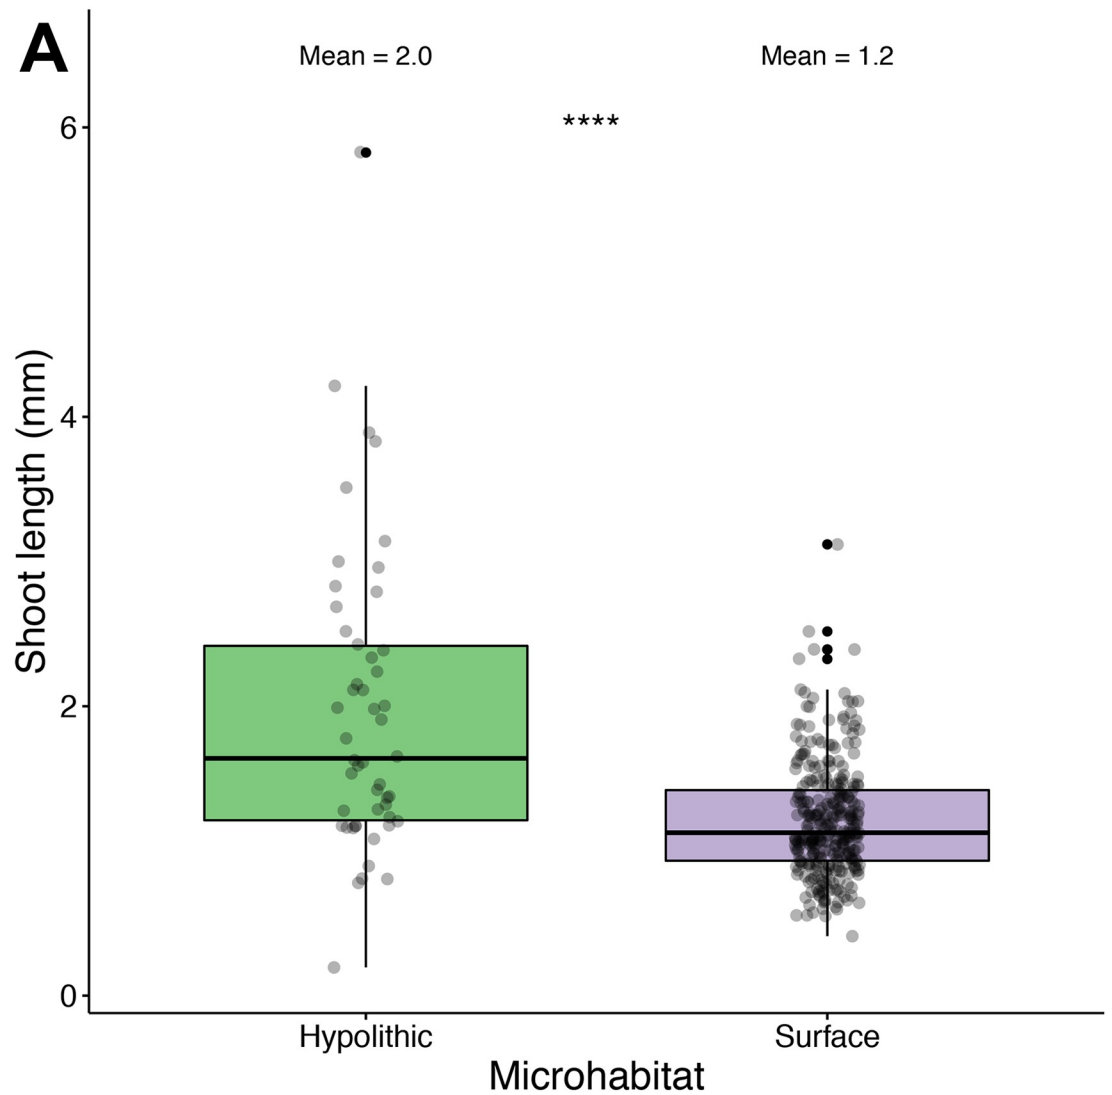 A
Mean = 2.0
Mean = 1.2
****
6
4
2
0
Shoot length (mm)
Hypolithic
Surface
Microhabitat